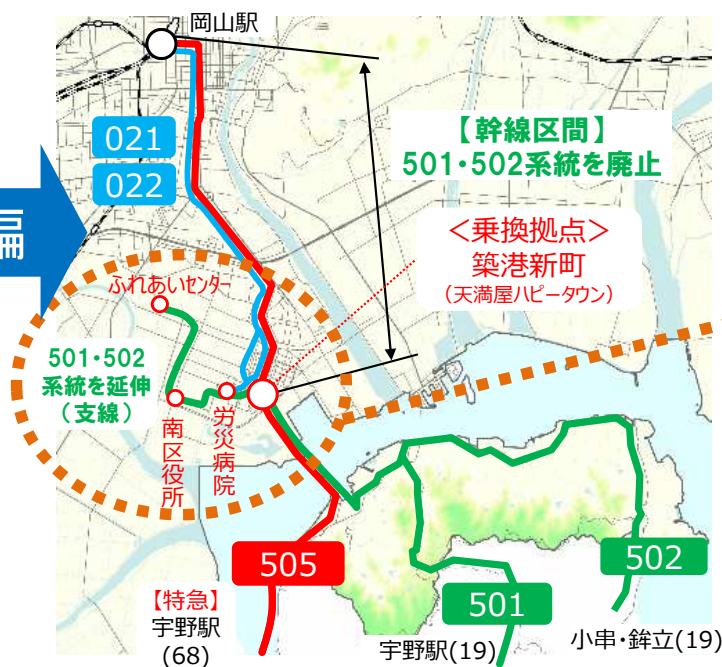 岡山駅
021
022
【幹線区間】
501・502系統を廃止
編
<乗換拠点>
築港新町
(天満屋ハピータウン)
ふれあいセンター
501・502
系統を延伸
(支線)
南区役所
労災病院
505
【特急】
宇野駅
(68)
501
宇野駅(19)
502
小串・鉾立(19)